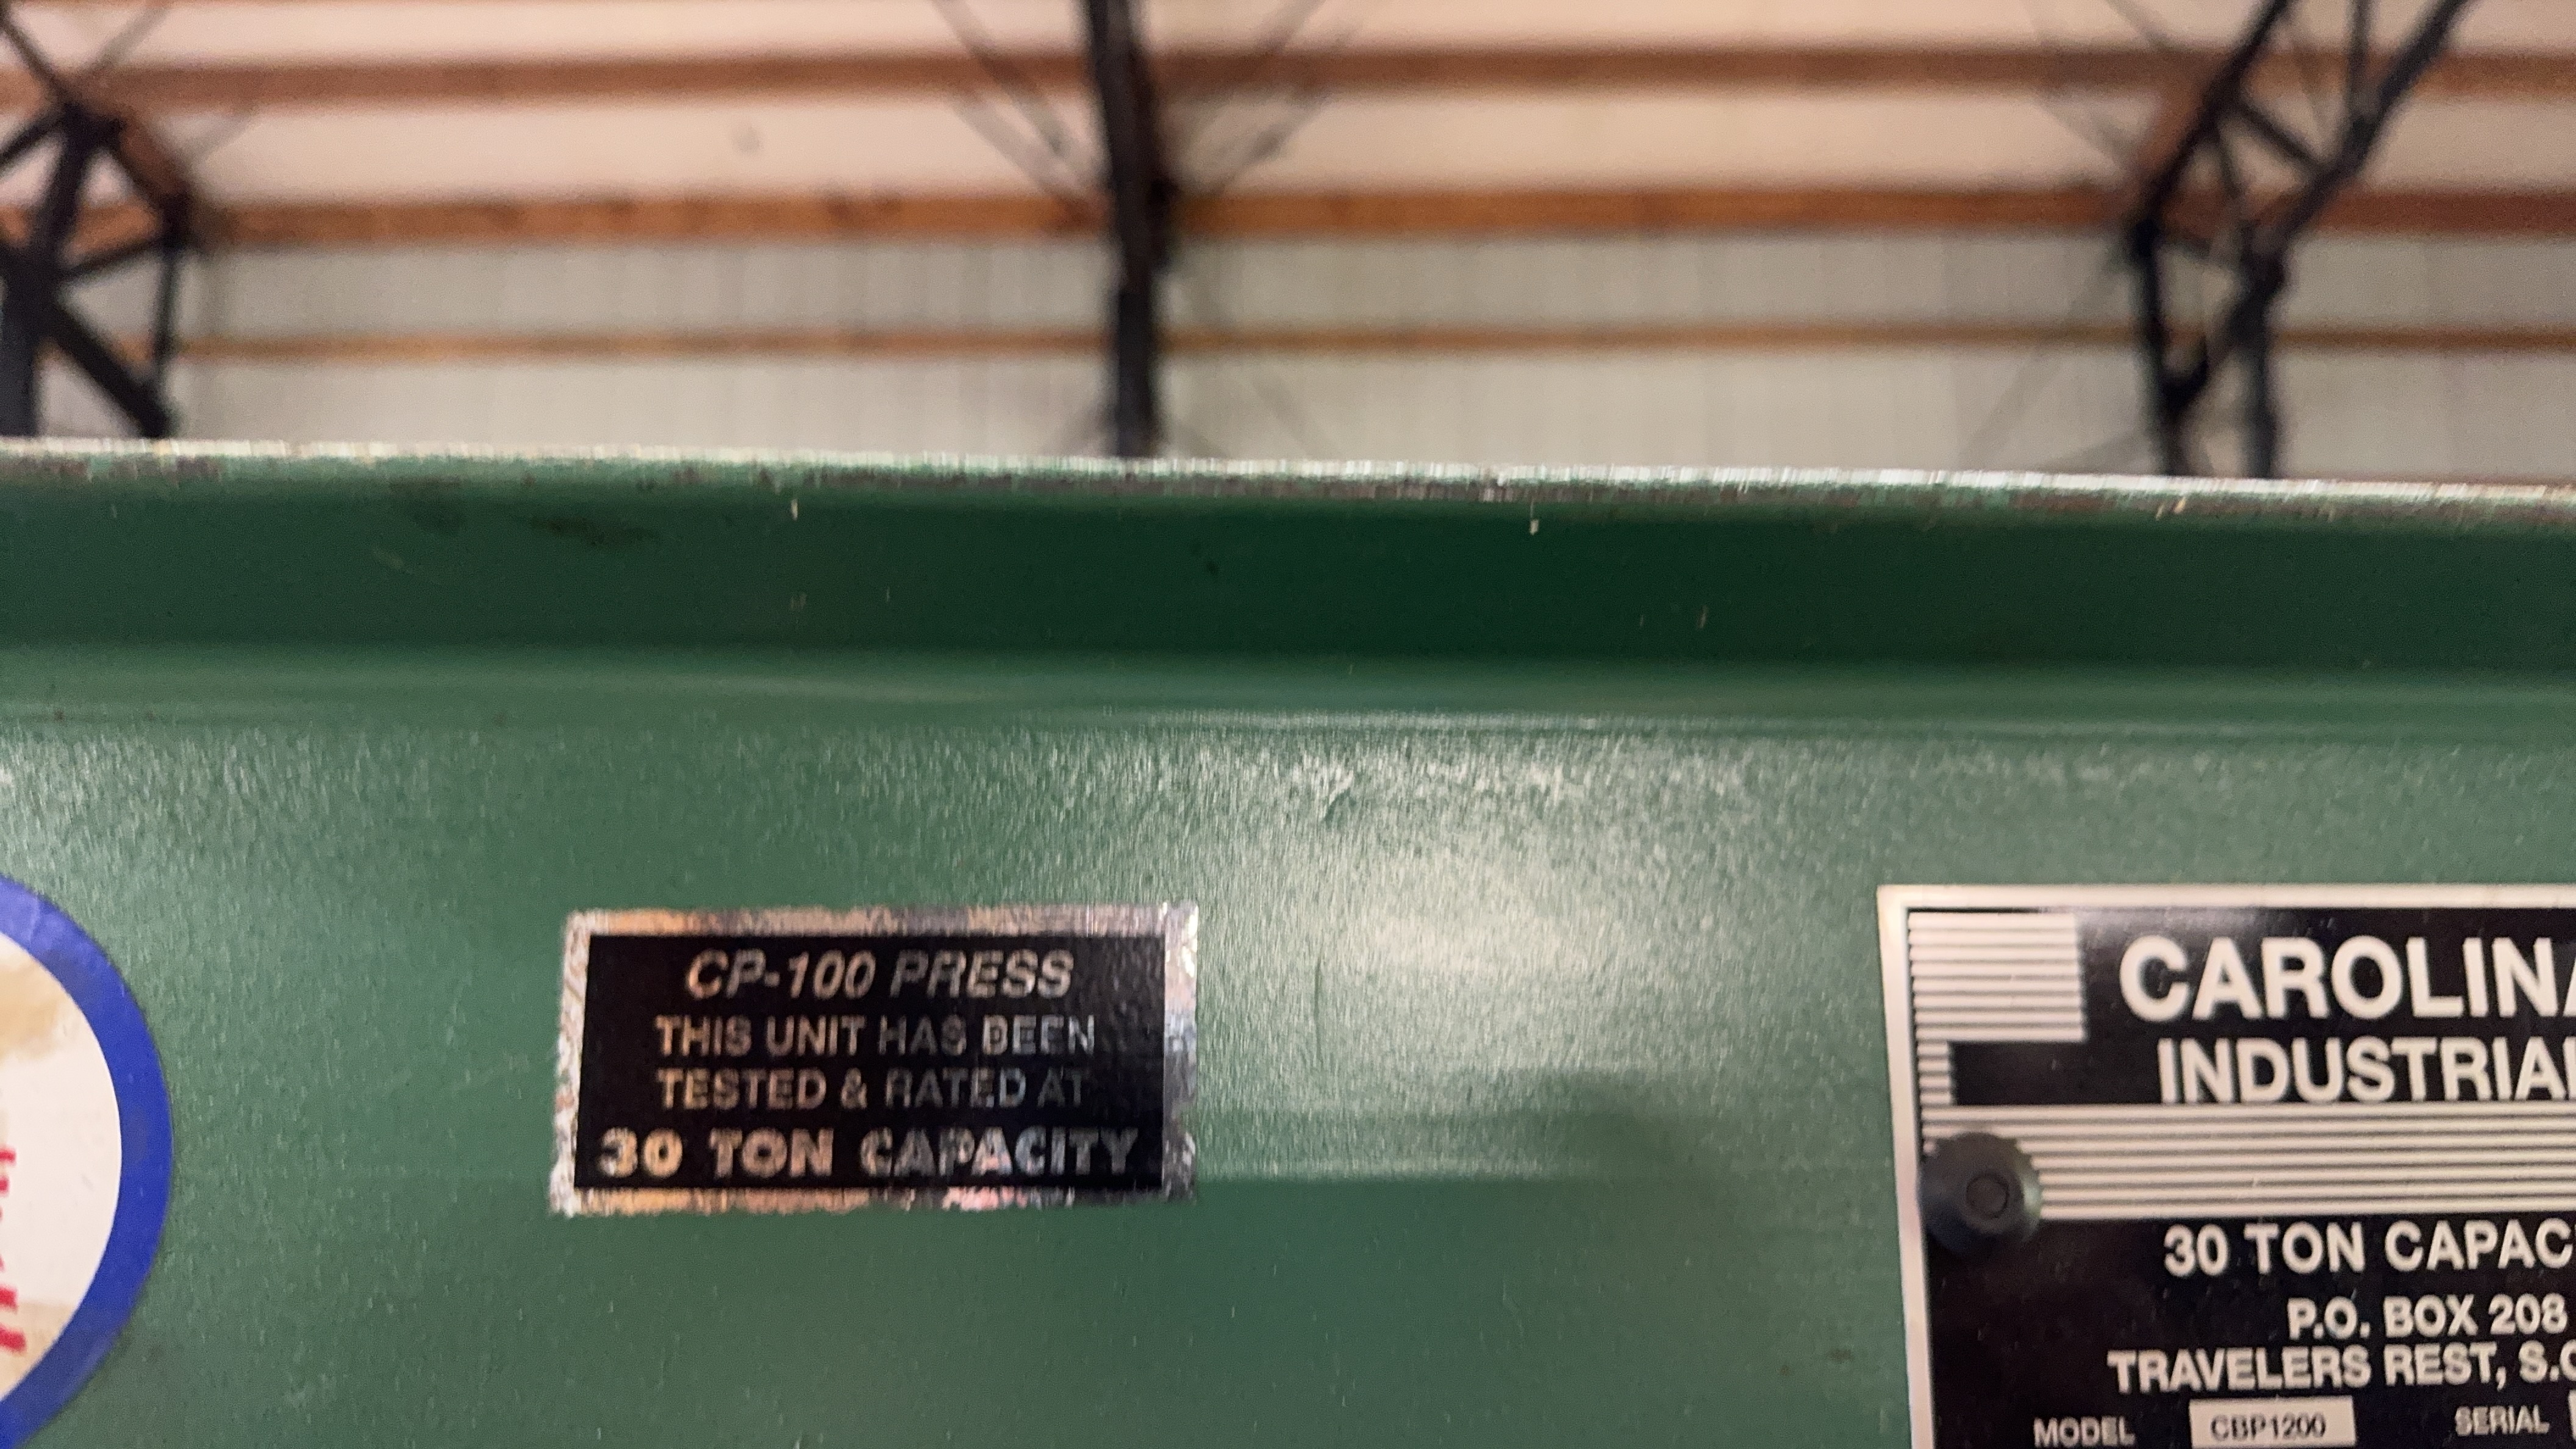 CP-100 PRESS
THIS UNIT HAS BEEN
TESTED & RATED AT
30 TON CAPACITY
CAROLINA
INDUSTRIAL
30 TON CAPAC
P.O. BOX 208
TRAVELERS REST, S.C
MODEL CBP1200 SERIAL